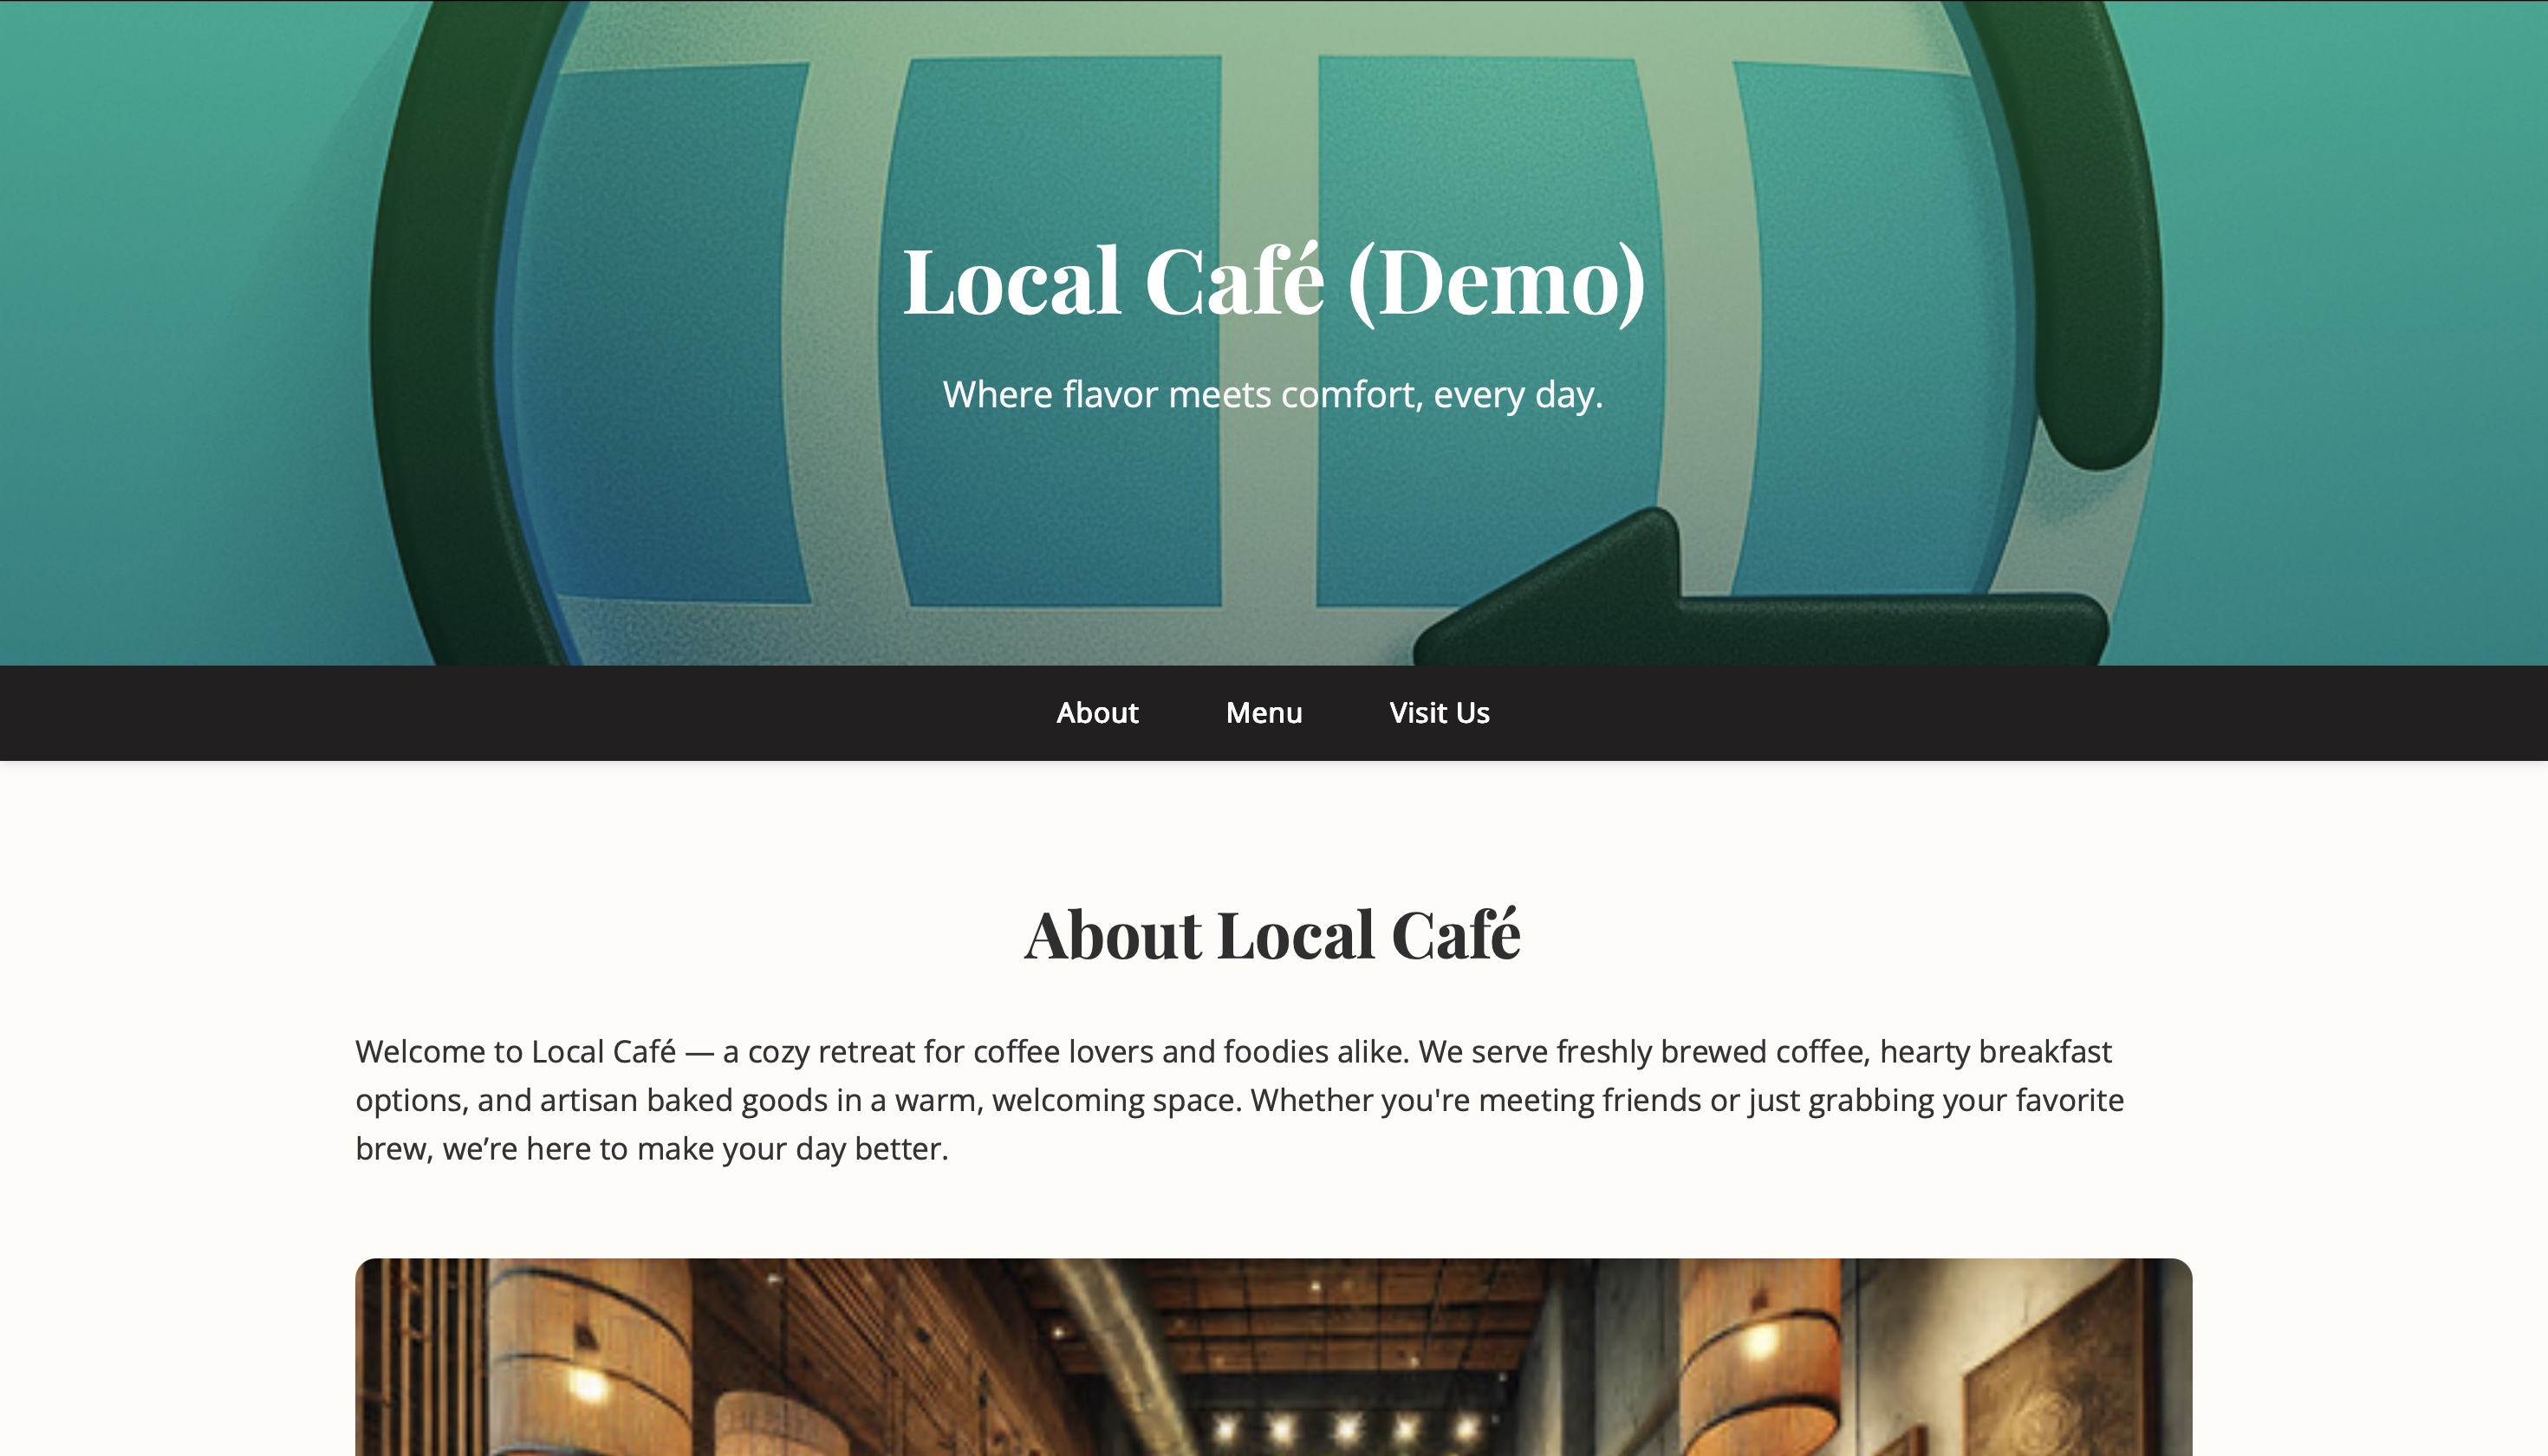 Local Café (Demo)
Where flavor meets comfort, every day.
About Menu Visit Us
About Local Café
Welcome to Local Café — a cozy retreat for coffee lovers and foodies alike. We serve freshly brewed coffee, hearty breakfast
options, and artisan baked goods in a warm, welcoming space. Whether you're meeting friends or just grabbing your favorite
brew, we’re here to make your day better.